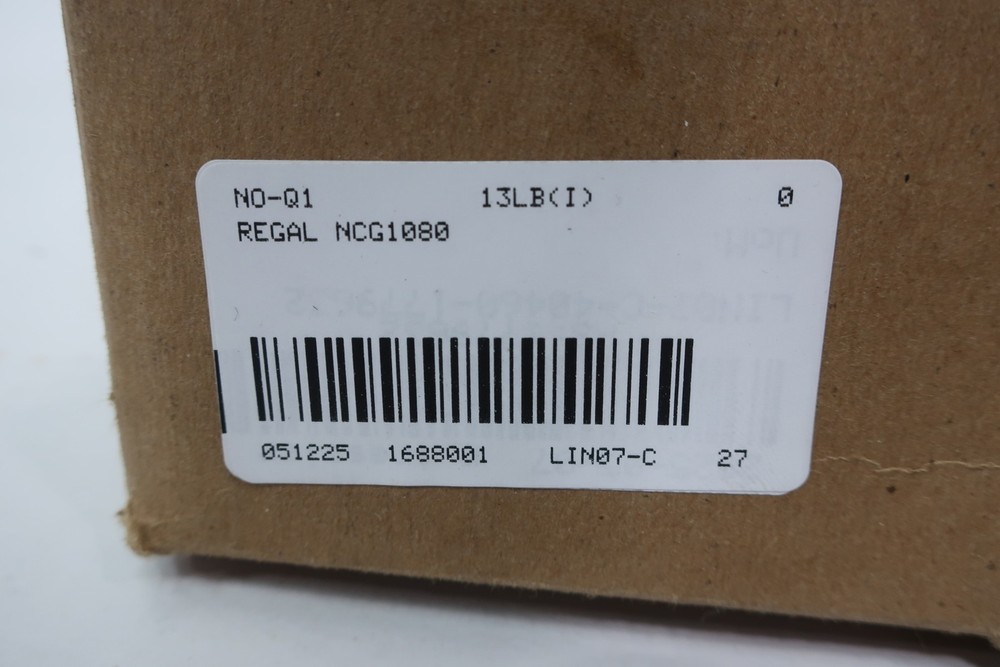 NO-Q1 13LB(I) 0
REGAL NCG1080
051225 1688001 LIN07-C 27